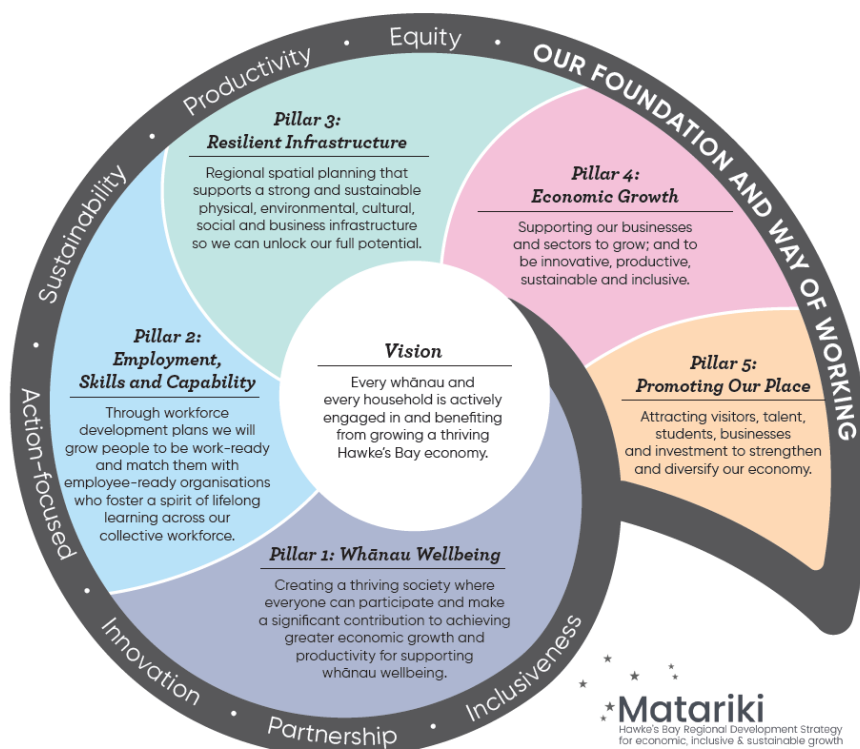 OUR FOUNDATION AND WAY OF WORKING
Equity
•
Productivity
•
Sustainability
•
Action-focused
•
Innovation
•
Partnership
•
Inclusiveness
Vision
Every whānau and
every household is actively
engaged in and benefiting
from growing a thriving
Hawke's Bay economy.
Pillar 1: Whānau Wellbeing
Creating a thriving society where
everyone can participate and make
a significant contribution to achieving
greater economic growth and
productivity for supporting
whānau wellbeing.
Pillar 2:
Employment,
Skills and Capability
Through workforce
development plans we will
grow people to be work-ready
and match them with
employee-ready organisations
who foster a spirit of lifelong
learning across our
collective workforce.
Pillar 3:
Resilient Infrastructure
Regional spatial planning that
supports a strong and sustainable
physical, environmental, cultural,
social and business infrastructure
so we can unlock our full potential.
Pillar 4:
Economic Growth
Supporting our businesses
and sectors to grow; and to
be innovative, productive,
sustainable and inclusive.
Pillar 5:
Promoting Our Place
Attracting visitors, talent,
students, businesses
and investment to strengthen
and diversify our economy.
Matariki
Hawke's Bay Regional Development Strategy
for economic, inclusive & sustainable growth